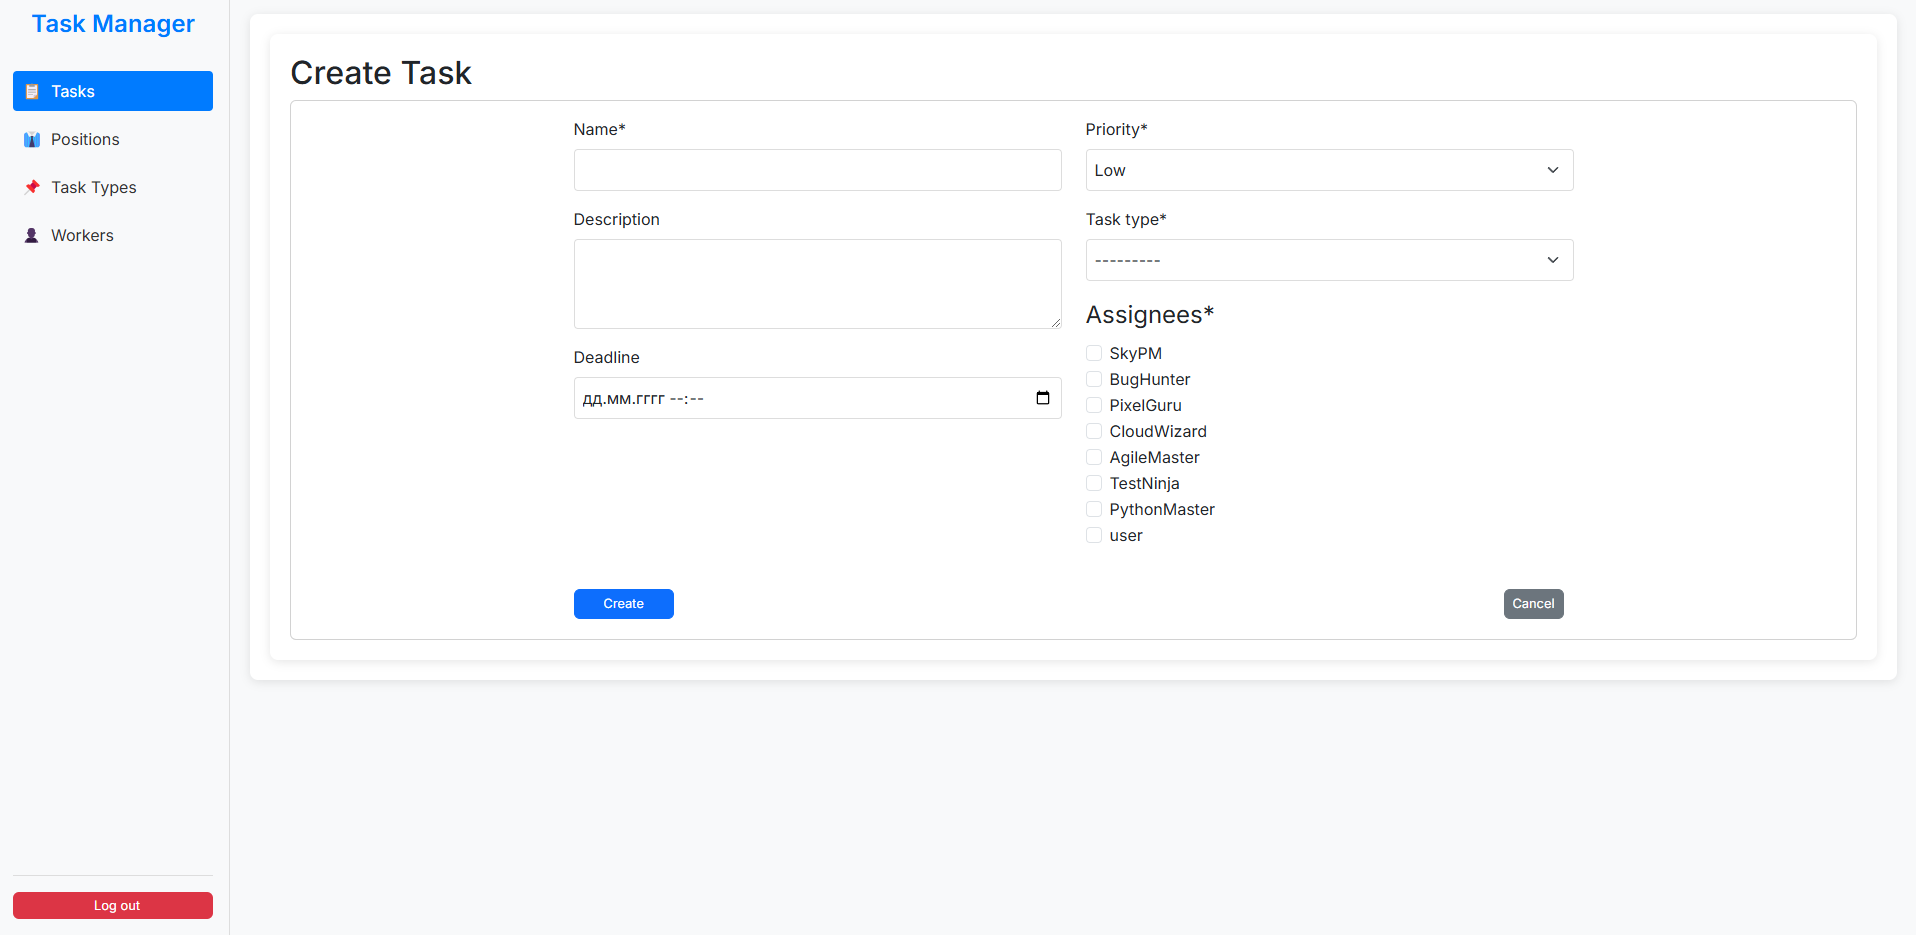 Task Manager
Tasks
Positions
Task Types
Workers
Log out
Create Task
Name*
Description
Deadline
дд.мм.гггг --:--
Priority*
Low
Task type*
---------
Assignees*
SkyPM
BugHunter
PixelGuru
CloudWizard
AgileMaster
TestNinja
PythonMaster
user
Create
Cancel